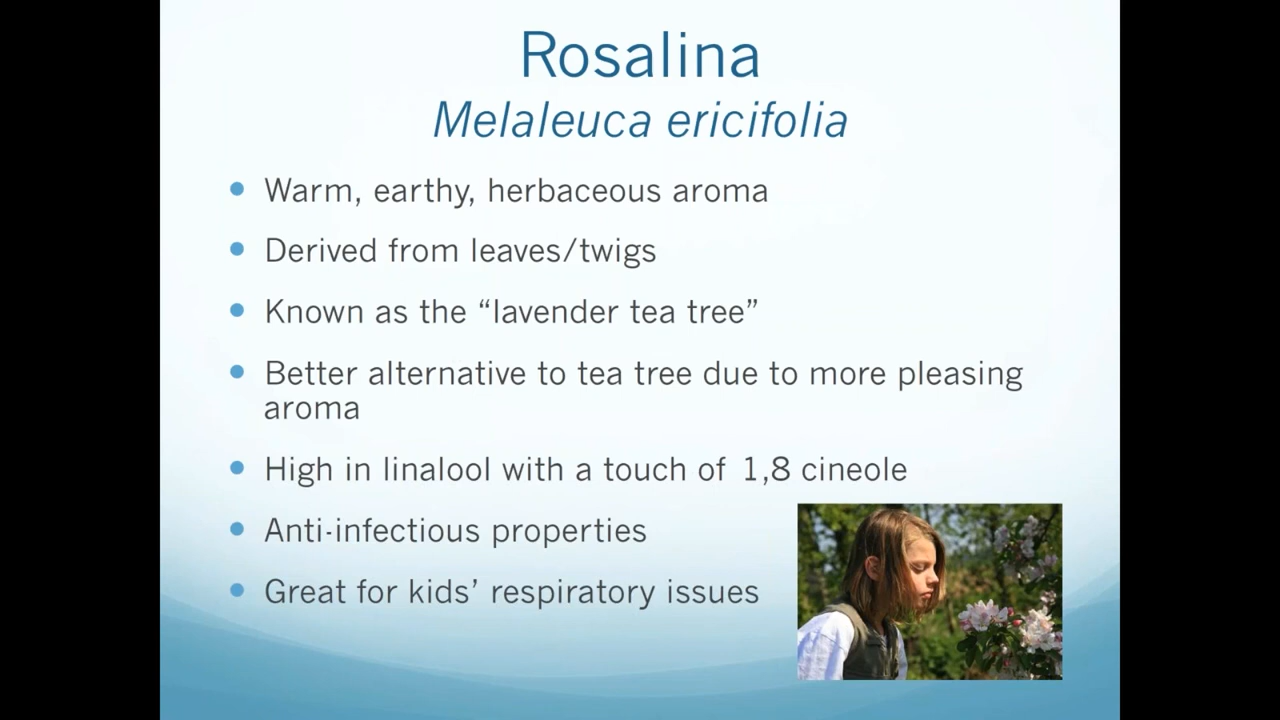 Rosalina
Melaleuca ericifolia
• Warm, earthy, herbaceous aroma
• Derived from leaves/twigs
• Known as the “lavender tea tree”
• Better alternative to tea tree due to more pleasing
aroma
• High in linalool with a touch of 1,8 cineole
• Anti-infectious properties
• Great for kids’ respiratory issues